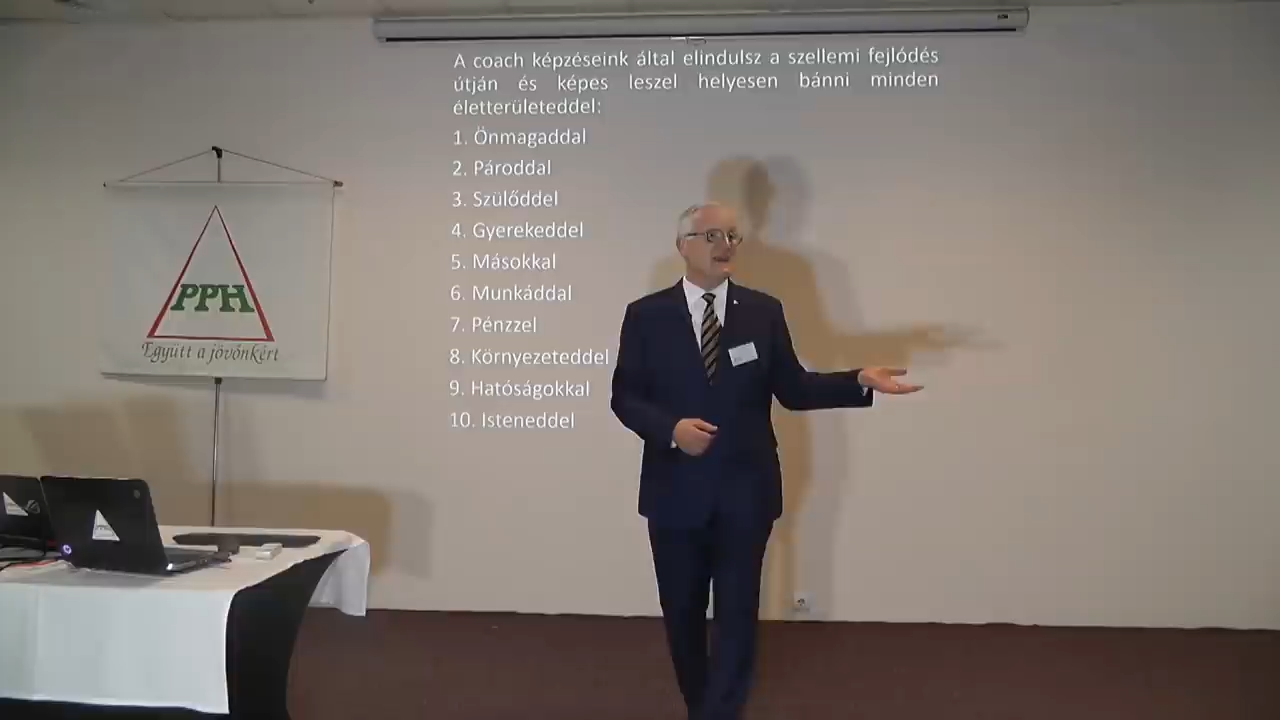 A coach képzéseink által elindulsz a szellemi fejlődés
útján és képes leszel helyesen bánni minden
életterületeddel:
1. Önmagaddal
2. Pároddal
3. Szülőddel
4. Gyerekeddel
5. Másokkal
6. Munkáddal
7. Pénzzel
8. Környezeteddel
9. Hatóságokkal
10. Isteneddel
PPH
Együtt a jövőnkért